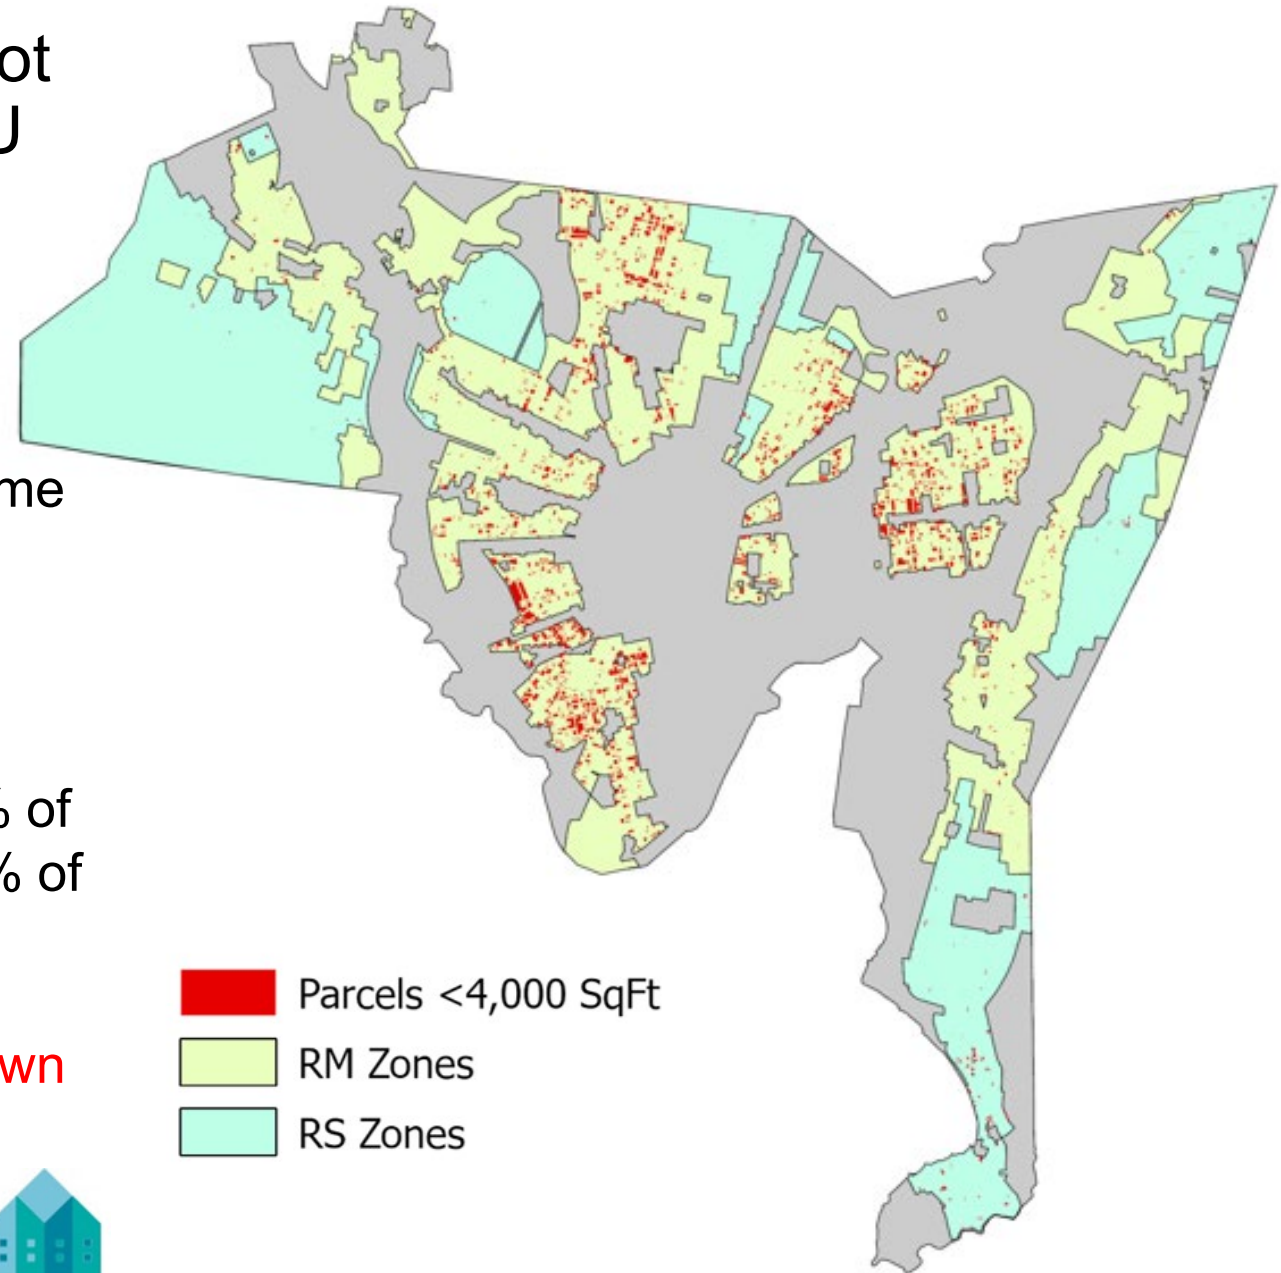 ot
U
me
% of
% of
wn
Parcels <4,000 SqFt
RM Zones
RS Zones